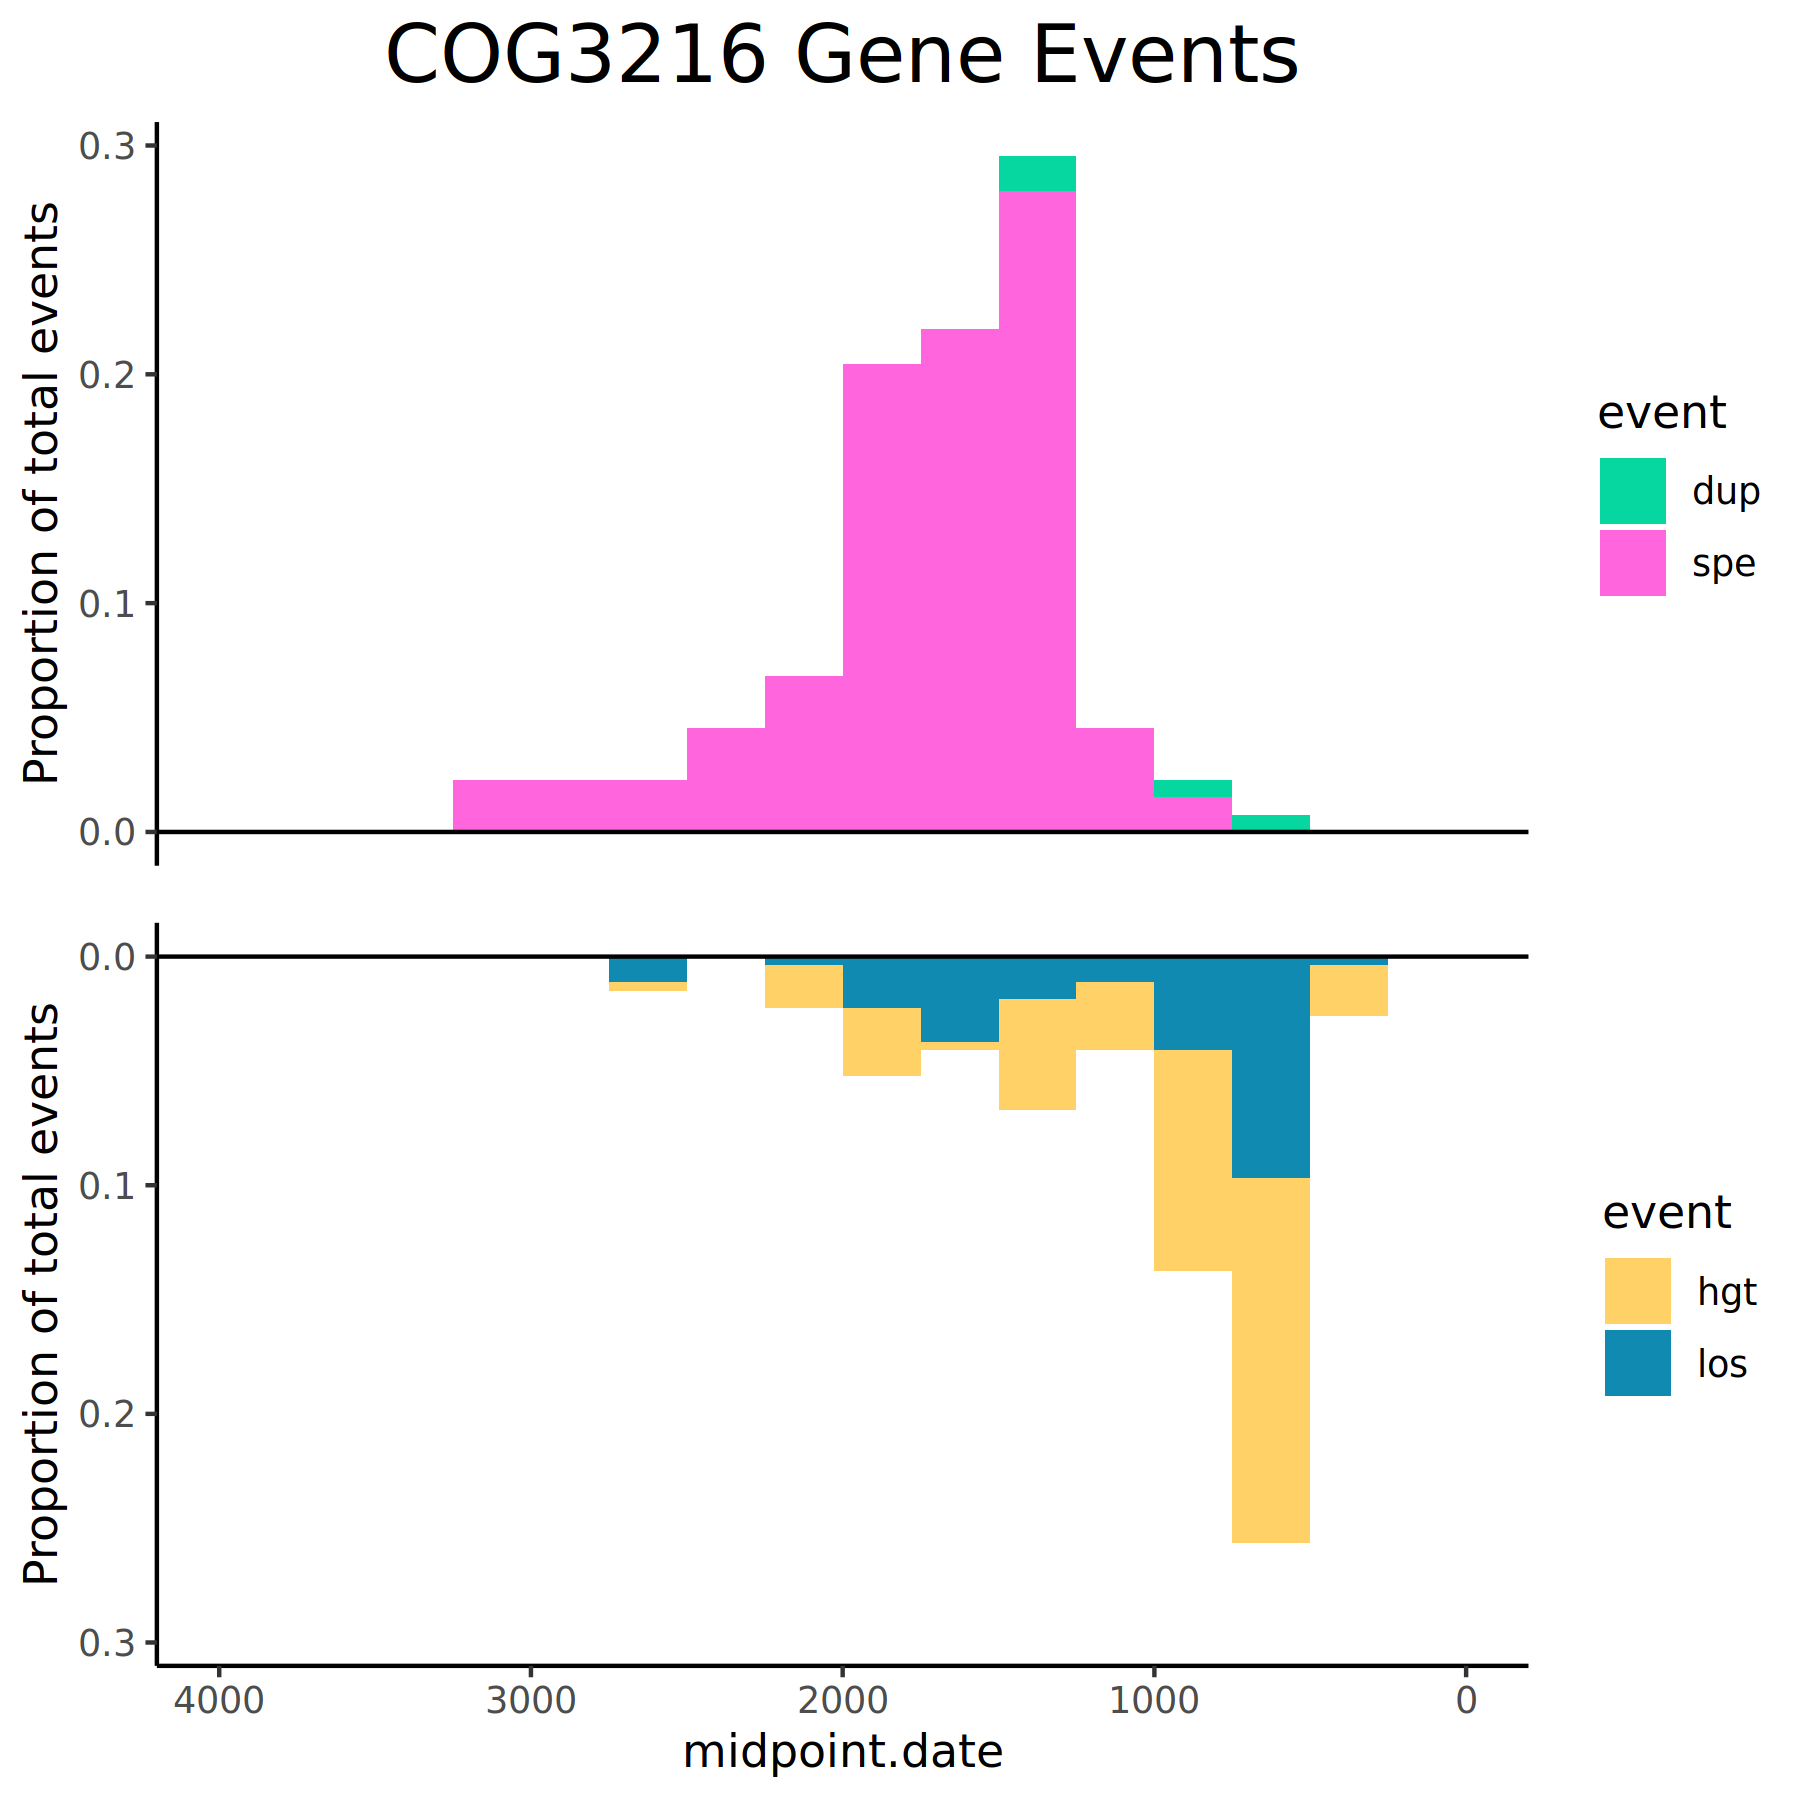 COG3216 Gene Events
Proportion of total events
0.3
0.2
0.1
0.0
event
dup
spe
Proportion of total events
0.0
0.1
0.2
0.3
event
hgt
los
4000 3000 2000 1000 0
midpoint.date